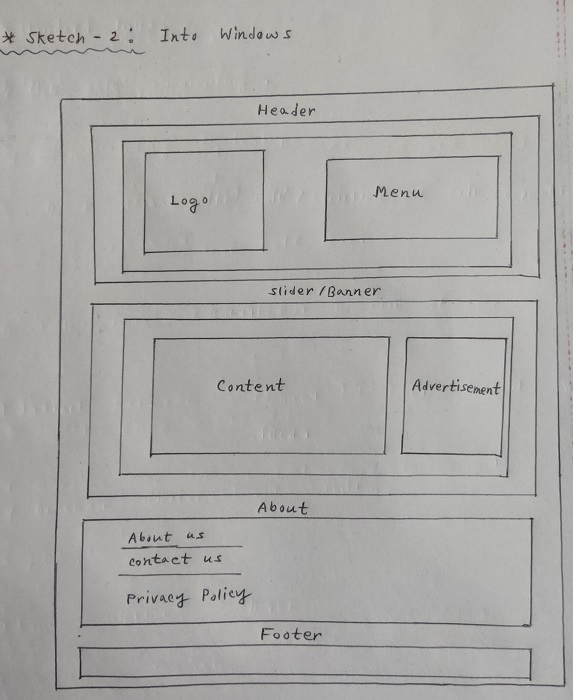 * Sketch - 2: Into Windows
Header
Logo
Menu
Slider/Banner
Content
Advertisement
About
About us
contact us
Privacy Policy
Footer